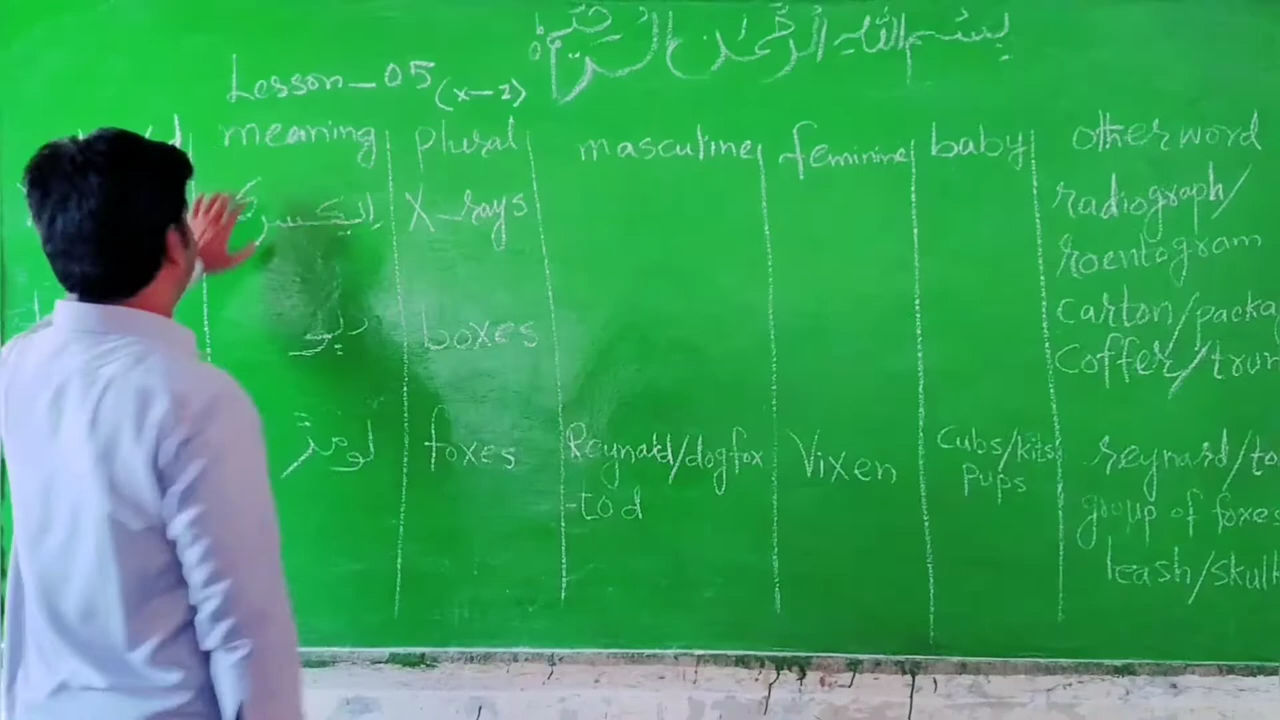 بسم اللہ الرحمٰن الرحیم
Lesson-05 (x-z)
meaning plural masculine feminine baby other word
ایکسرے X-rays radiograph/
roentogram
boxes carton/packa
Coffer/trun
لومڑ foxes Reynard/dogfox Vixen Cubs/kits reynard/to
-tod pups group of foxes
leash/skulk